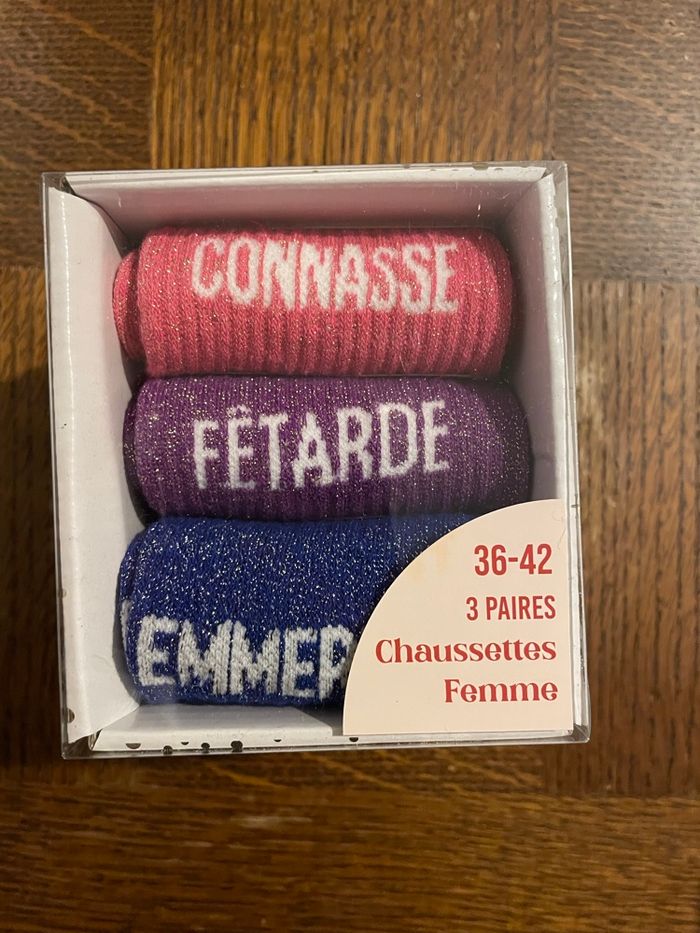 CONNASSE
FÊTARDE
36-42
3 PAIRES
Chaussettes
Femme